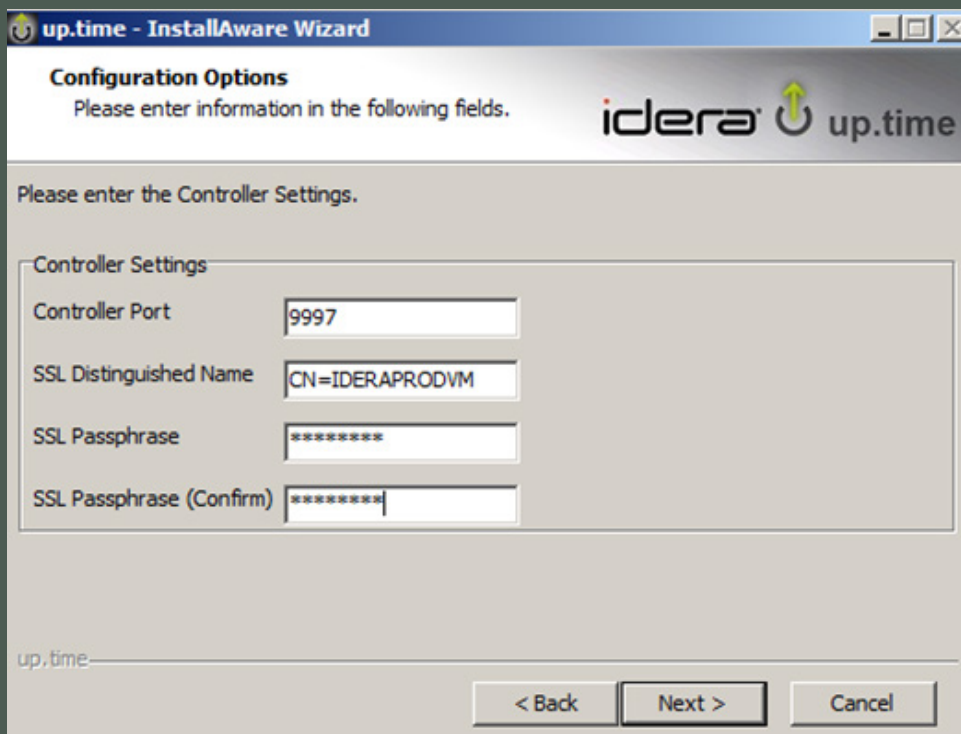 up.time - InstallAware Wizard
Configuration Options
Please enter information in the following fields.
idera up.time
Please enter the Controller Settings.
Controller Settings
Controller Port 9997
SSL Distinguished Name CN=IDERAPRODVM
SSL Passphrase ********
SSL Passphrase (Confirm) ********
up.time
< Back Next > Cancel